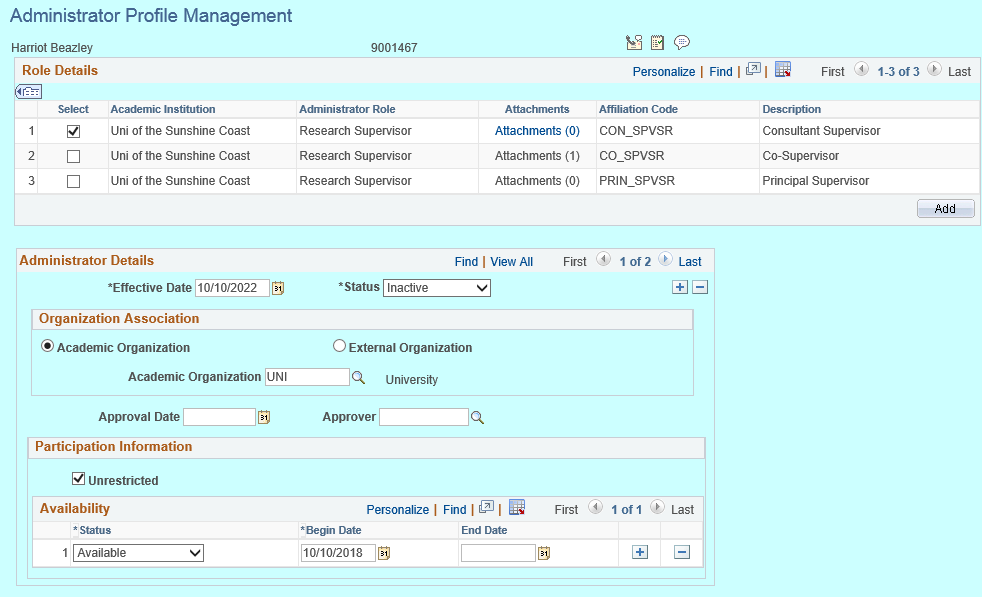 Administrator Profile Management
Harriot Beazley 9001467
Role Details Personalize | Find | | First 1-3 of 3 Last
Select Academic Institution Administrator Role Attachments Affiliation Code Description
1 Uni of the Sunshine Coast Research Supervisor Attachments (0) CON_SPVSR Consultant Supervisor
2 Uni of the Sunshine Coast Research Supervisor Attachments (1) CO_SPVSR Co-Supervisor
3 Uni of the Sunshine Coast Research Supervisor Attachments (0) PRIN_SPVSR Principal Supervisor
Add
Administrator Details Find | View All First 1 of 2 Last
*Effective Date 10/10/2022 31 *Status Inactive
Organization Association
Academic Organization External Organization
Academic Organization UNI University
Approval Date 31 Approver
Participation Information
Unrestricted
Availability Personalize | Find | | First 1 of 1 Last
*Status *Begin Date End Date
1 Available 10/10/2018 31 31